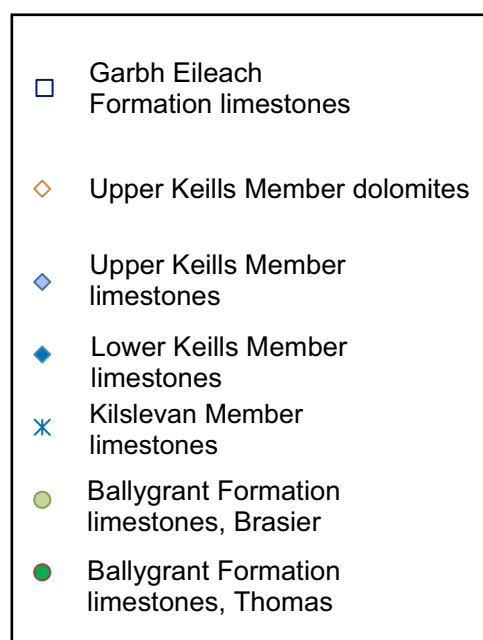 Garbh Eileach
Formation limestones
Upper Keills Member dolomites
Upper Keills Member
limestones
Lower Keills Member
limestones
Kilslevan Member
limestones
Ballygrant Formation
limestones, Brasier
Ballygrant Formation
limestones, Thomas